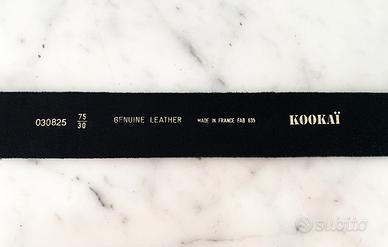 030825 75/30 GENUINE LEATHER MADE IN FRANCE FAB 635 KOOKAÏ
subito